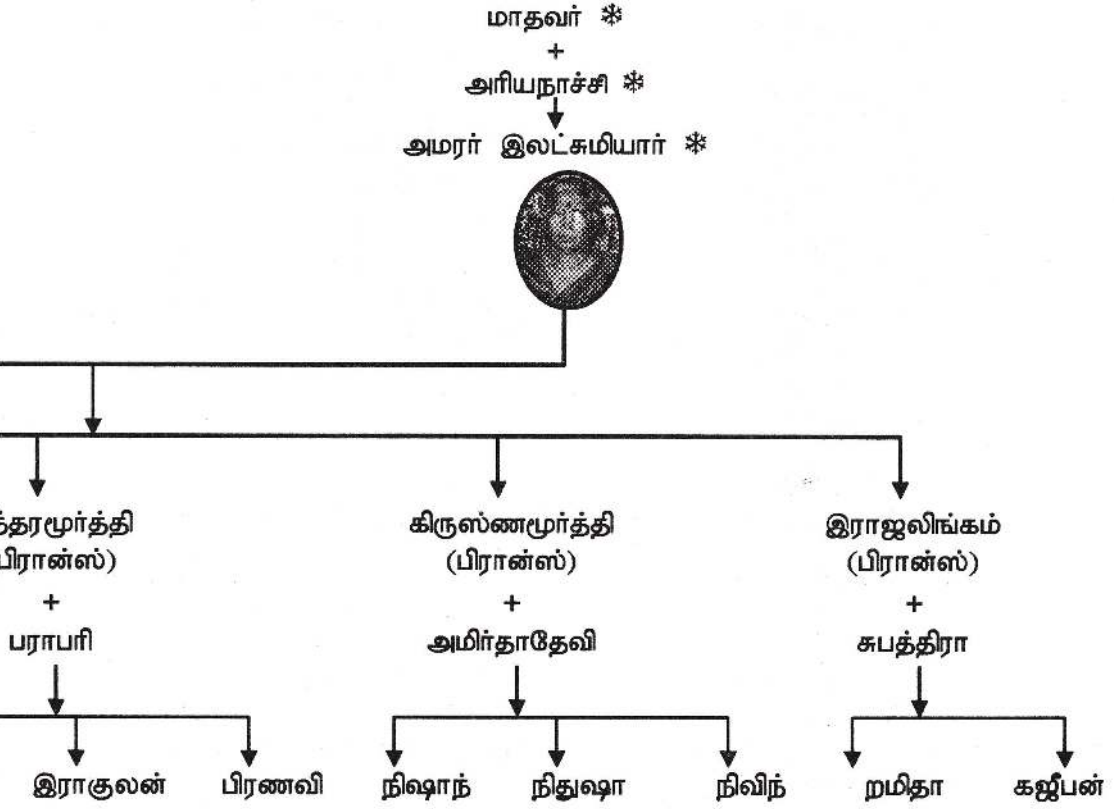 மாதவர் ❄
+
அரியநாச்சி ❄
அமரர் இலட்சுமியார் ❄
த்தரமூர்த்தி கிருஸ்ணமூர்த்தி இராஜலிங்கம்
பிரான்ஸ்) (பிரான்ஸ்) (பிரான்ஸ்)
+ + +
பராபரி அமிர்தாதேவி சுபத்திரா
இராகுலன் பிரணவி நிஷாந் நிதுஷா நிவிந் றமிதா கஜீபன்